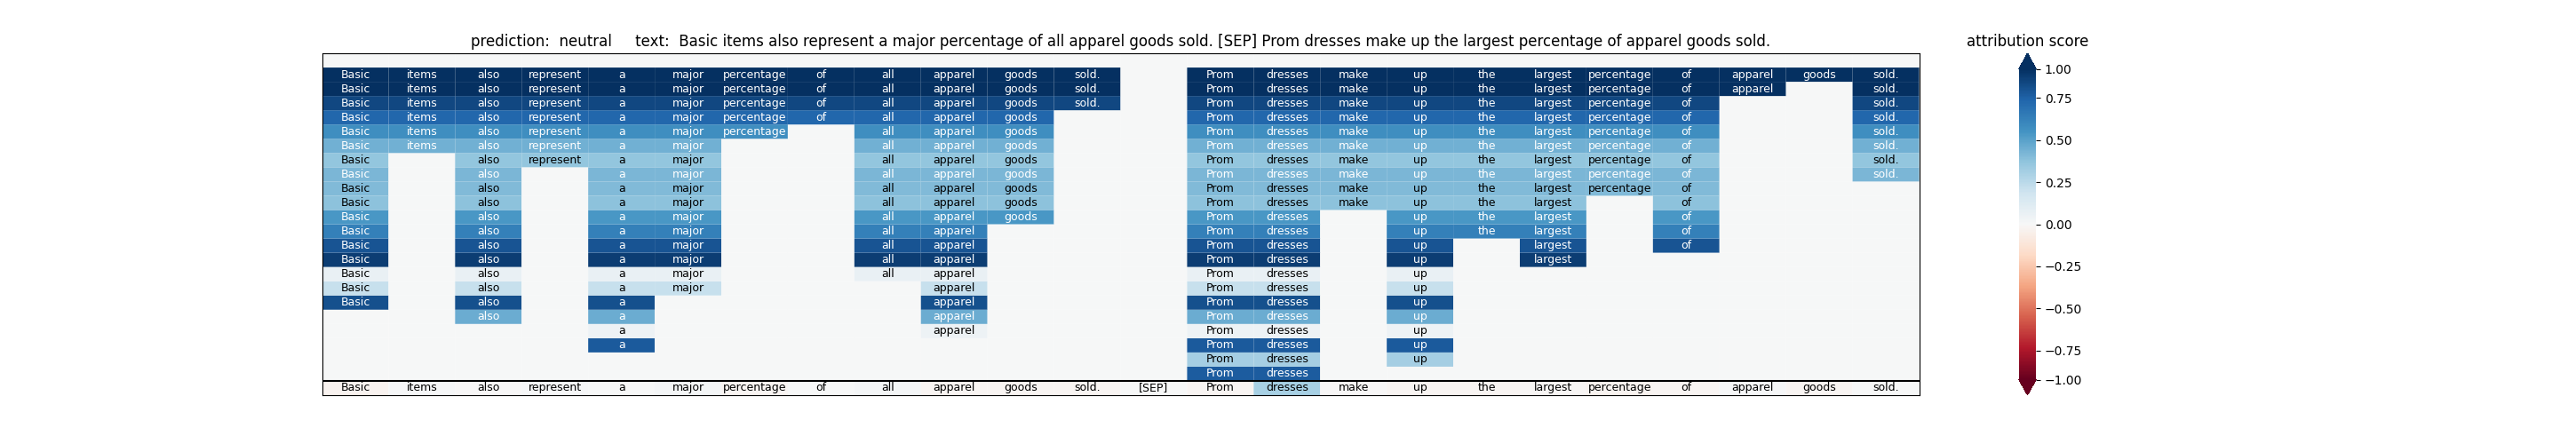 prediction: neutral text: Basic items also represent a major percentage of all apparel goods sold. [SEP] Prom dresses make up the largest percentage of apparel goods sold.
Basic items also represent a major percentage of all apparel goods sold. Prom dresses make up the largest percentage of apparel goods sold.
Basic items also represent a major percentage of all apparel goods sold. Prom dresses make up the largest percentage of apparel sold.
Basic items also represent a major percentage of all apparel goods sold. Prom dresses make up the largest percentage of sold.
Basic items also represent a major percentage of all apparel goods Prom dresses make up the largest percentage of sold.
Basic items also represent a major percentage all apparel goods Prom dresses make up the largest percentage of sold.
Basic items also represent a major all apparel goods Prom dresses make up the largest percentage of sold.
Basic also represent a major all apparel goods Prom dresses make up the largest percentage of sold.
Basic also a major all apparel goods Prom dresses make up the largest percentage of sold.
Basic also a major all apparel goods Prom dresses make up the largest percentage of
Basic also a major all apparel goods Prom dresses make up the largest of
Basic also a major all apparel goods Prom dresses up the largest of
Basic also a major all apparel Prom dresses up the largest of
Basic also a major all apparel Prom dresses up largest of
Basic also a major all apparel Prom dresses up largest
Basic also a major all apparel Prom dresses up
Basic also a major apparel Prom dresses up
Basic also a apparel Prom dresses up
also a apparel Prom dresses up
a apparel Prom dresses up
a Prom dresses up
Prom dresses up
Prom dresses
Basic items also represent a major percentage of all apparel goods sold. [SEP] Prom dresses make up the largest percentage of apparel goods sold.
attribution score
1.00
0.75
0.50
0.25
0.00
−0.25
−0.50
−0.75
−1.00